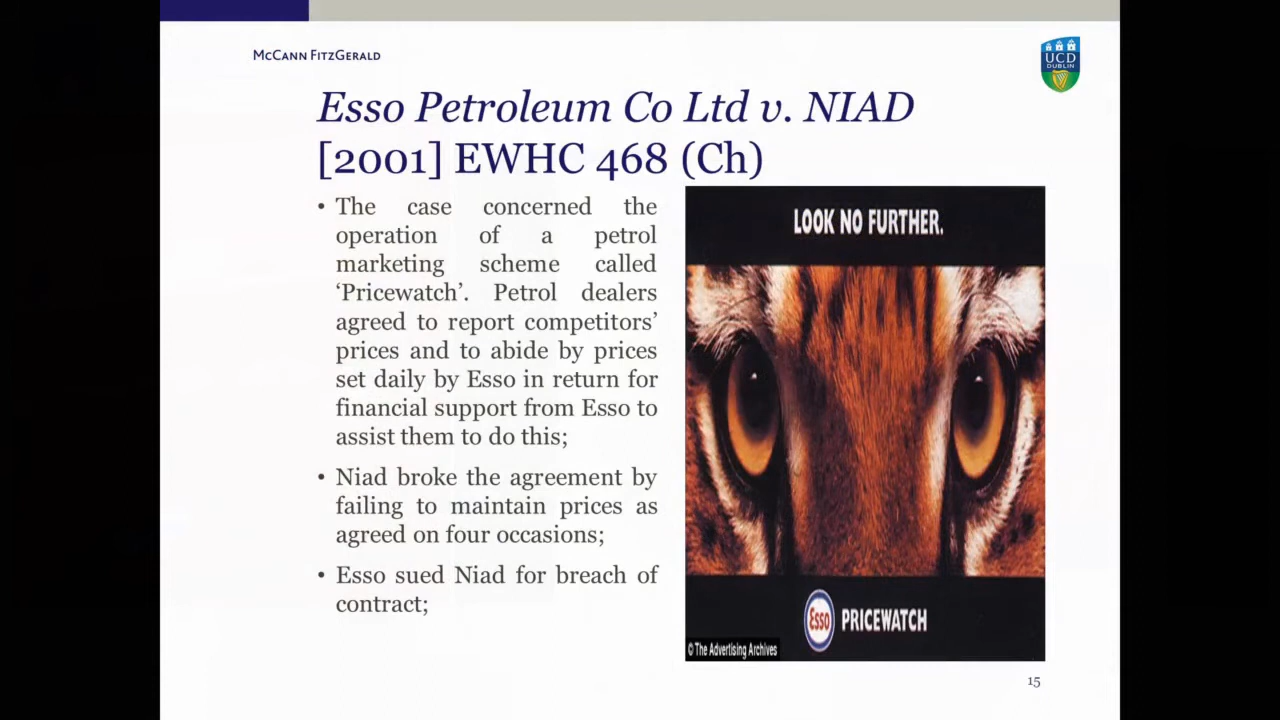 McCann FitzGerald
UCD
DUBLIN
Esso Petroleum Co Ltd v. NIAD
[2001] EWHC 468 (Ch)
• The case concerned the
operation of a petrol
marketing scheme called
‘Pricewatch’. Petrol dealers
agreed to report competitors’
prices and to abide by prices
set daily by Esso in return for
financial support from Esso to
assist them to do this;
• Niad broke the agreement by
failing to maintain prices as
agreed on four occasions;
• Esso sued Niad for breach of
contract;
LOOK NO FURTHER.
Esso PRICEWATCH
© The Advertising Archives
15